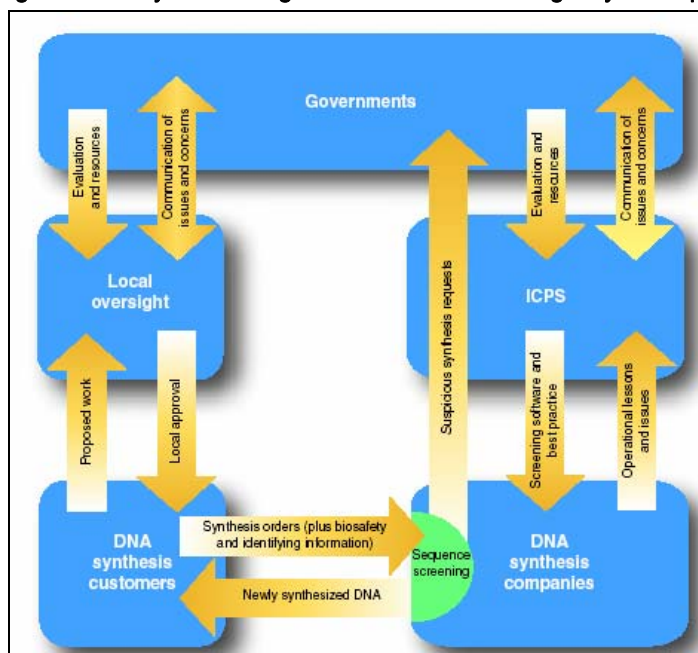 Governments
Evaluation
and resources
Communication of
issues and concerns
Evaluation and
resources
Communication of
issues and concerns
Local
oversight
Suspicious synthesis requests
ICPS
Proposed work
Local approval
Screening software and
best practice
Operational lessons
and issues
DNA
synthesis
customers
Synthesis orders (plus biosafety
and identifying information)
Newly synthesized DNA
Sequence
screening
DNA
synthesis
companies